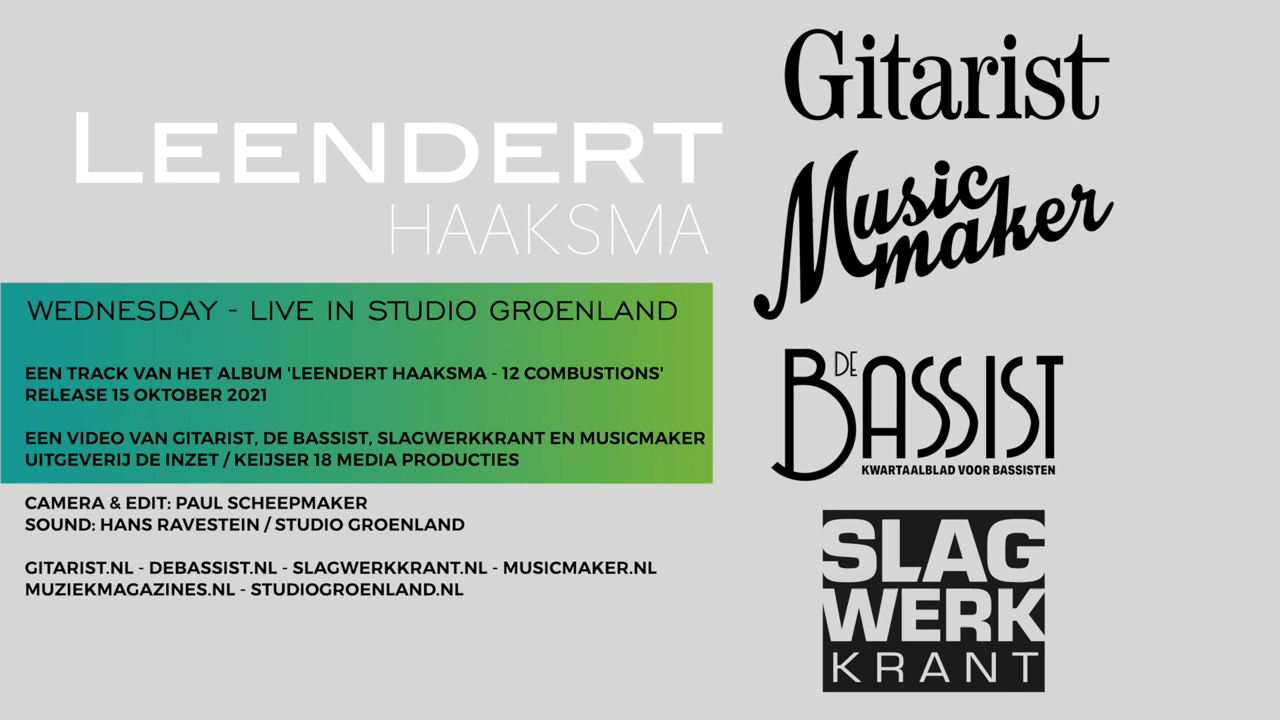 LEENDERT
HAAKSMA
WEDNESDAY - LIVE IN STUDIO GROENLAND
EEN TRACK VAN HET ALBUM 'LEENDERT HAAKSMA - 12 COMBUSTIONS'
RELEASE 15 OKTOBER 2021
EEN VIDEO VAN GITARIST, DE BASSIST, SLAGWERKKRANT EN MUSICMAKER
UITGEVERIJ DE INZET / KEIJSER 18 MEDIA PRODUCTIES
CAMERA & EDIT: PAUL SCHEEPMAKER
SOUND: HANS RAVESTEIN / STUDIO GROENLAND
GITARIST.NL - DEBASSIST.NL - SLAGWERKKRANT.NL - MUSICMAKER.NL
MUZIEKMAGAZINES.NL - STUDIOGROENLAND.NL
Gitarist
Music
maker
DE
BASSIST
KWARTAALBLAD VOOR BASSISTEN
SLAG
WERK
KRANT